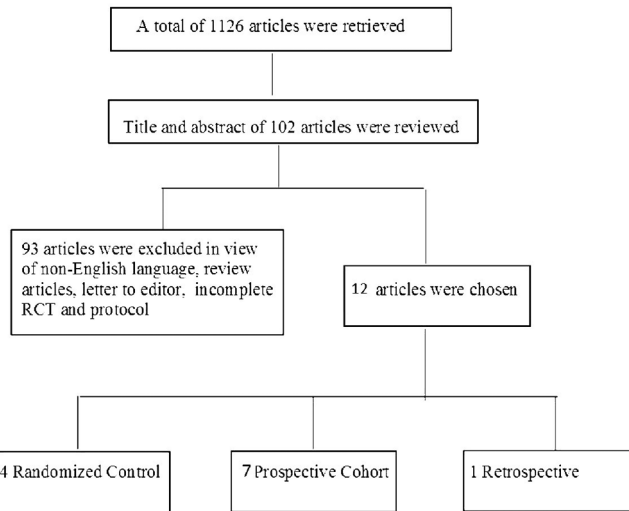 A total of 1126 articles were retrieved
Title and abstract of 102 articles were reviewed
93 articles were excluded in view
of non-English language, review
articles, letter to editor, incomplete
RCT and protocol
12 articles were chosen
4 Randomized Control
7 Prospective Cohort
1 Retrospective